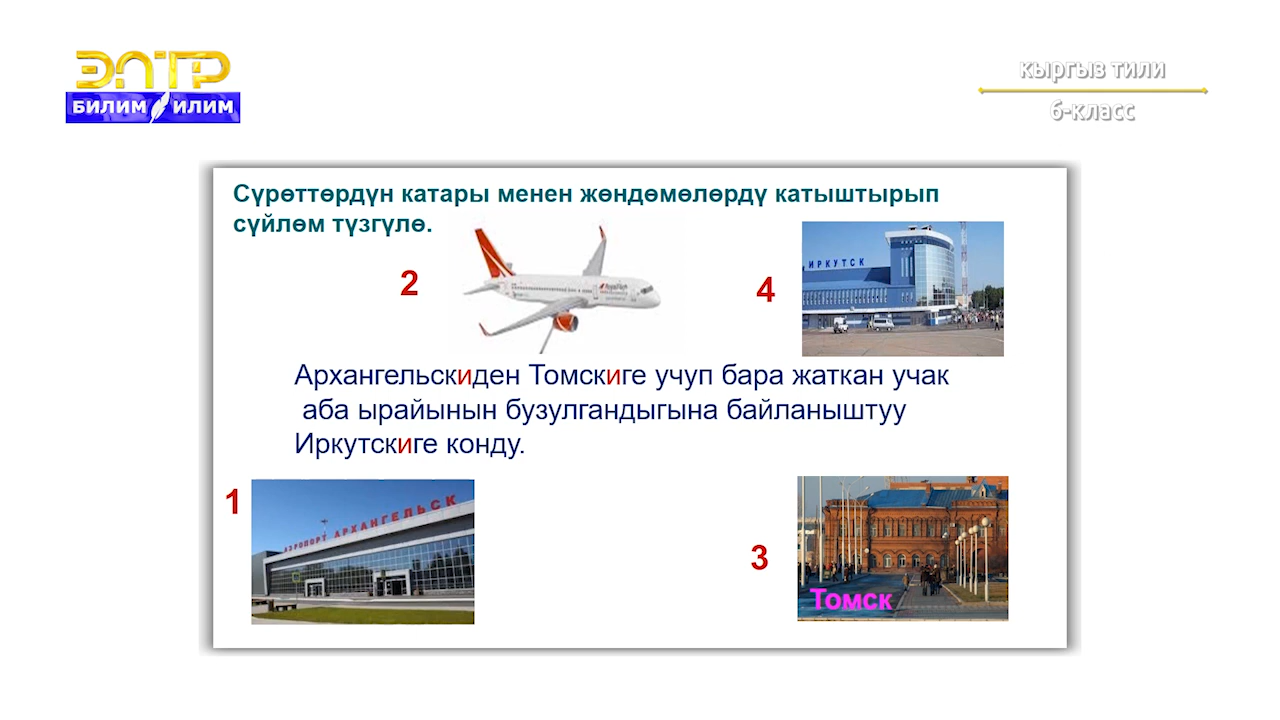 ЭЛТР
БИЛИМ ИЛИМ
кыргыз тили
6-класс
Сүрөттөрдүн катары менен жөндөмөлөрдү катыштырып
сүйлөм түзгүлө.
2
4
ИРКУТСК
Архангельскиден Томскиге учуп бара жаткан учак
аба ырайынын бузулгандыгына байланыштуу
Иркутскиге конду.
1
АЭРОПОРТ АРХАНГЕЛЬСК
3
Томск